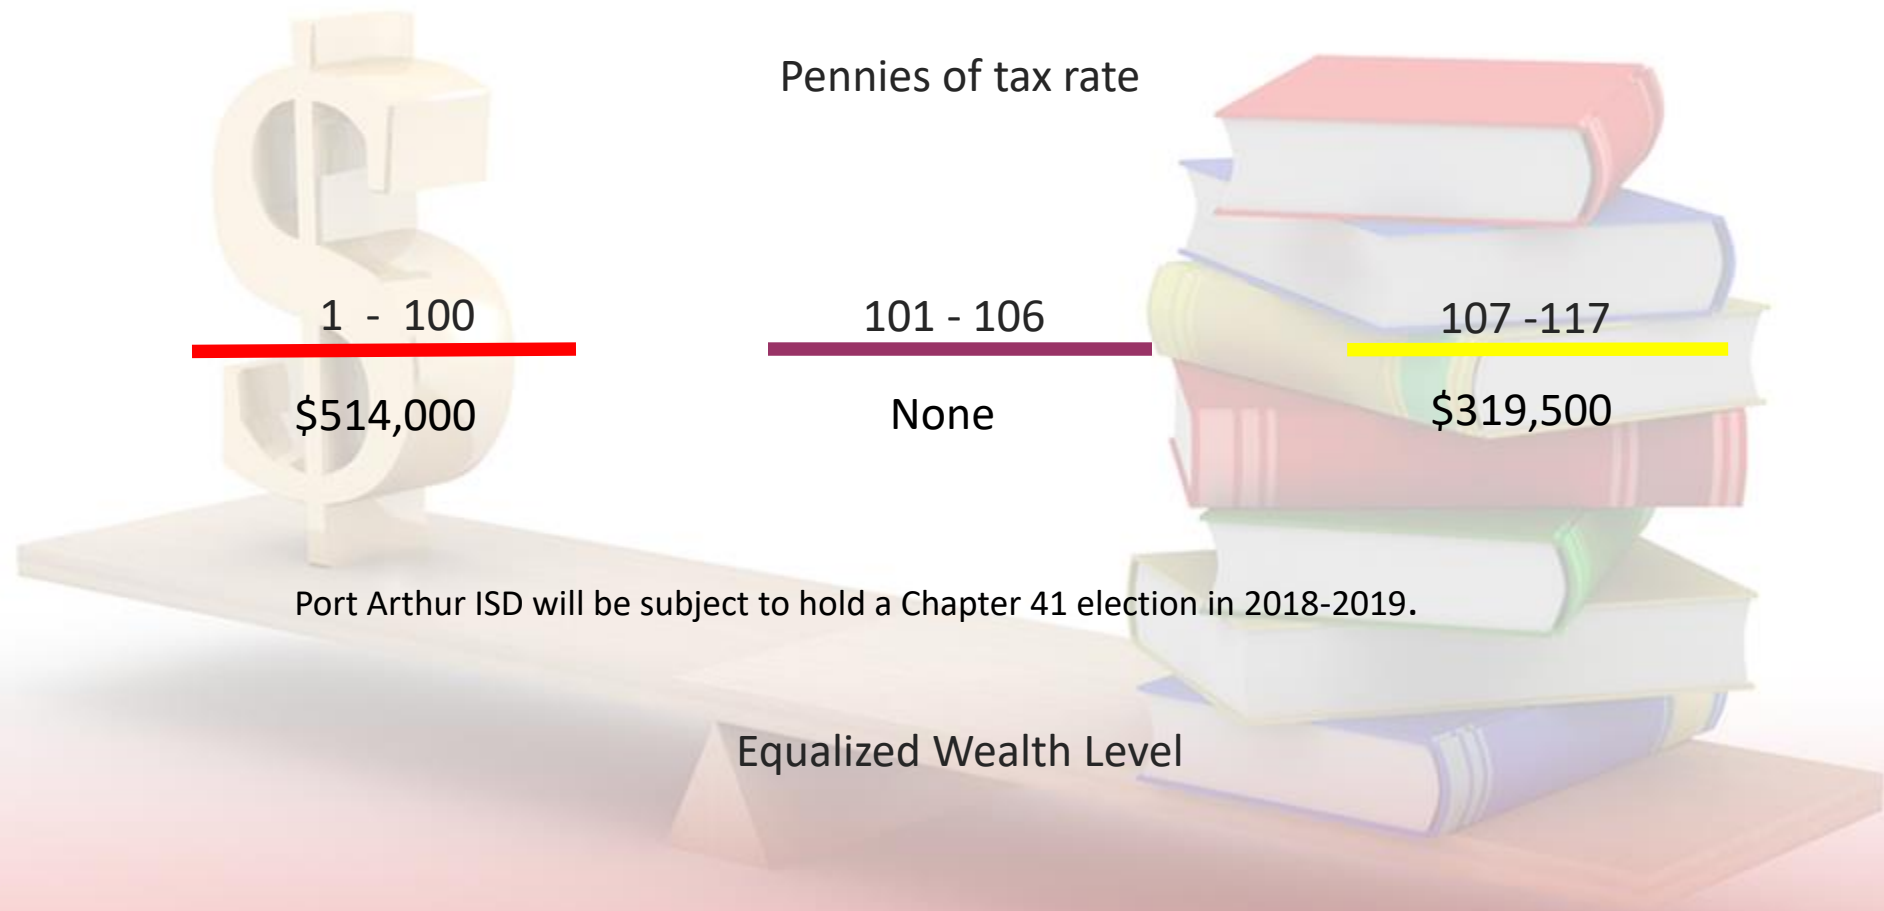 Pennies of tax rate
1 - 100
101 - 106
107 -117
$514,000
None
$319,500
Port Arthur ISD will be subject to hold a Chapter 41 election in 2018-2019.
Equalized Wealth Level